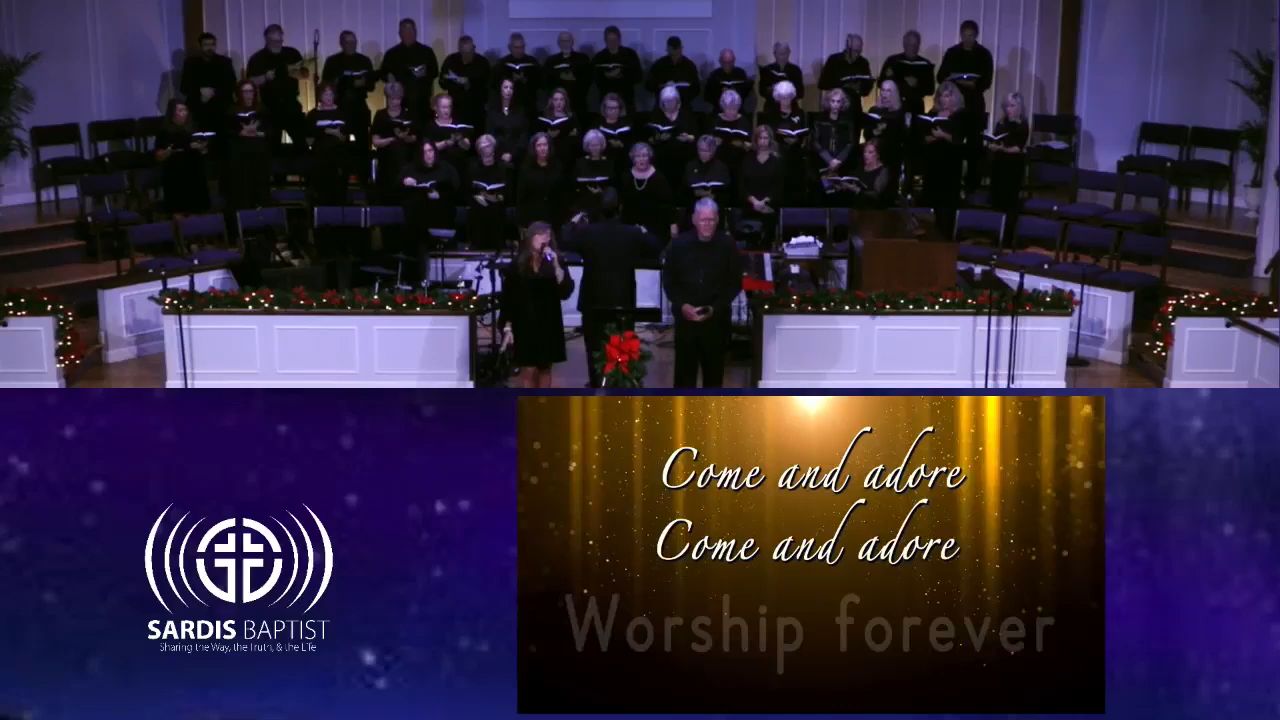 Come and adore
Come and adore
Worship forever
SARDIS BAPTIST
Sharing the Way, the Truth, & the Life